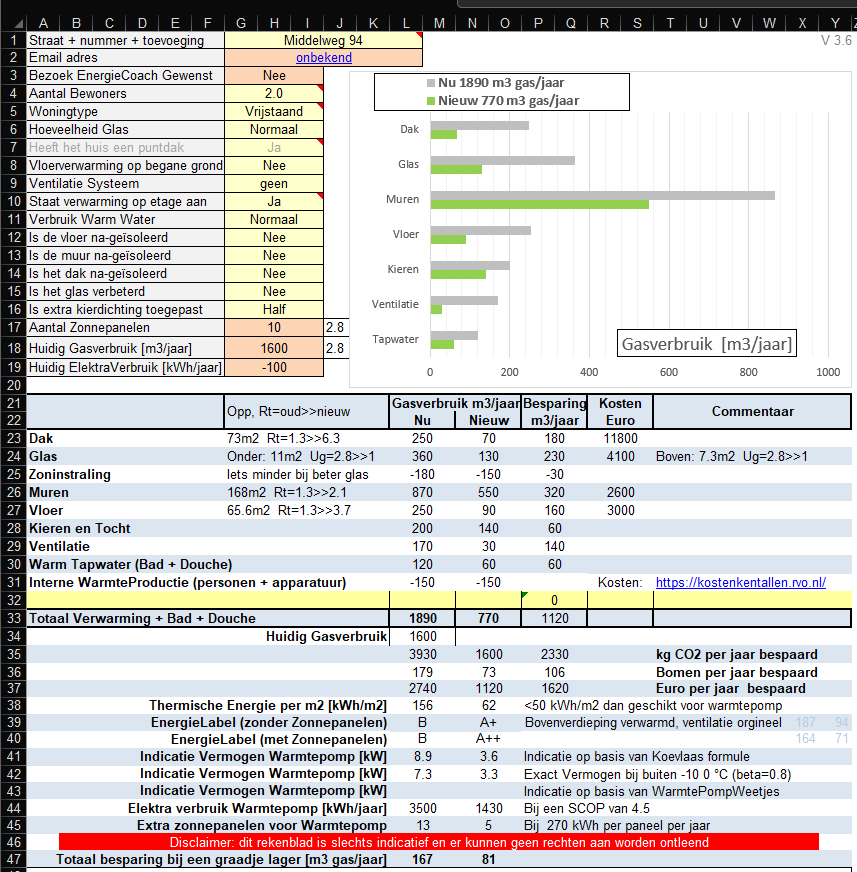 A B C D E F G H I J K L M N O P Q R S T U V W X Y Z
1 Straat + nummer + toevoeging Middelweg 94 V 3.6
2 Email adres onbekend
3 Bezoek EnergieCoach Gewenst Nee
4 Aantal Bewoners 2.0
5 Woningtype Vrijstaand
6 Hoeveelheid Glas Normaal
7 Heeft het huis een puntdak Ja
8 Vloerverwarming op begane grond Nee
9 Ventilatie Systeem geen
10 Staat verwarming op etage aan Ja
11 Verbruik Warm Water Normaal
12 Is de vloer na-geïsoleerd Nee
13 Is de muur na-geïsoleerd Nee
14 Is het dak na-geïsoleerd Nee
15 Is het glas verbeterd Nee
16 Is extra kierdichting toegepast Half
17 Aantal Zonnepanelen 10 2.8
18 Huidig Gasverbruik [m3/jaar] 1600 2.8
19 Huidig ElektraVerbruik [kWh/jaar] -100
Nu 1890 m3 gas/jaar
Nieuw 770 m3 gas/jaar
Dak
Glas
Muren
Vloer
Kieren
Ventilatie
Tapwater
Gasverbruik [m3/jaar]
0 200 400 600 800 1000
20
21 Opp, Rt=oud>>nieuw Gasverbruik m3/jaar Besparing Kosten Commentaar
22 Nu Nieuw m3/jaar Euro
23 Dak 73m2 Rt=1.3>>6.3 250 70 180 11800
24 Glas Onder: 11m2 Ug=2.8>>1 360 130 230 4100 Boven: 7.3m2 Ug=2.8>>1
25 Zoninstraling Iets minder bij beter glas -180 -150 -30
26 Muren 168m2 Rt=1.3>>2.1 870 550 320 2600
27 Vloer 65.6m2 Rt=1.3>>3.7 250 90 160 3000
28 Kieren en Tocht 200 140 60
29 Ventilatie 170 30 140
30 Warm Tapwater (Bad + Douche) 120 60 60
31 Interne WarmteProductie (personen + apparatuur) -150 -150 Kosten: https://kostenkentallen.rvo.nl/
32 0
33 Totaal Verwarming + Bad + Douche 1890 770 1120
34 Huidig Gasverbruik 1600
35 3930 1600 2330 kg CO2 per jaar bespaard
36 179 73 106 Bomen per jaar bespaard
37 2740 1120 1620 Euro per jaar bespaard
38 Thermische Energie per m2 [kWh/m2] 156 62 <50 kWh/m2 dan geschikt voor warmtepomp
39 EnergieLabel (zonder Zonnepanelen) B A+ Bovenverdieping verwarmd, ventilatie orgineel 187 94
40 EnergieLabel (met Zonnepanelen) B A++ 164 71
41 Indicatie Vermogen Warmtepomp [kW] 8.9 3.6 Indicatie op basis van Koevlaas formule
42 Indicatie Vermogen Warmtepomp [kW] 7.3 3.3 Exact Vermogen bij buiten -10 0 °C (beta=0.8)
43 Indicatie Vermogen Warmtepomp [kW] Indicatie op basis van WarmtePompWeetjes
44 Elektra verbruik Warmtepomp [kWh/jaar] 3500 1430 Bij een SCOP van 4.5
45 Extra zonnepanelen voor Warmtepomp 13 5 Bij 270 kWh per paneel per jaar
46 Disclaimer: dit rekenblad is slechts indicatief en er kunnen geen rechten aan worden ontleend
47 Totaal besparing bij een graadje lager [m3 gas/jaar] 167 81